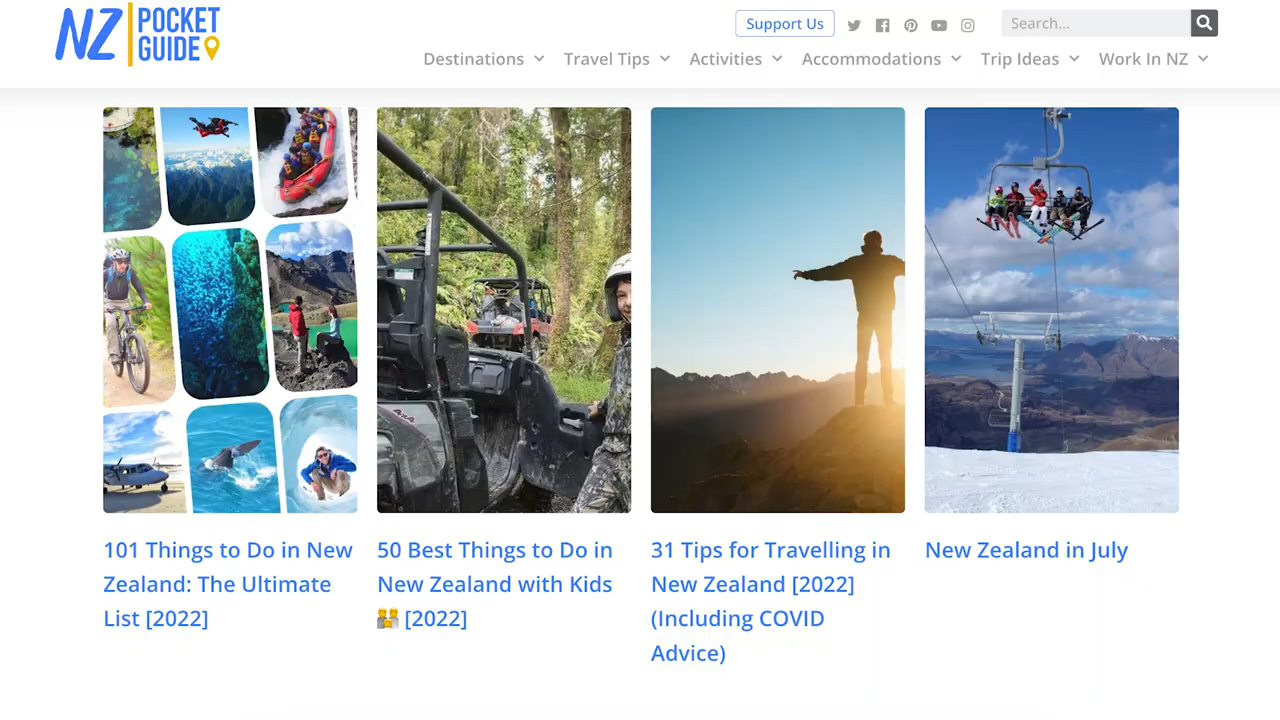 NZ POCKET GUIDE
Support Us
Search...
Destinations
Travel Tips
Activities
Accommodations
Trip Ideas
Work In NZ
101 Things to Do in New
Zealand: The Ultimate
List [2022]
50 Best Things to Do in
New Zealand with Kids
👨‍👩‍👧‍👦 [2022]
31 Tips for Travelling in
New Zealand [2022]
(Including COVID
Advice)
New Zealand in July